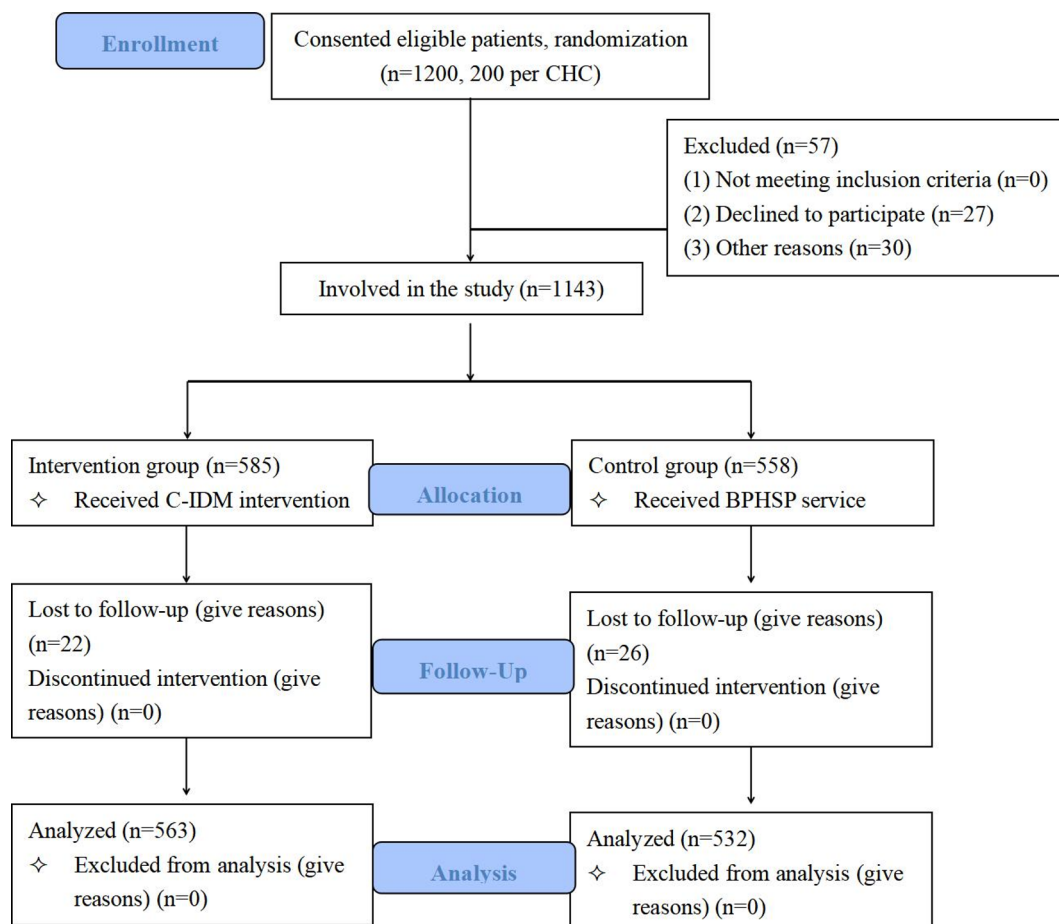 Enrollment
Consented eligible patients, randomization
(n=1200, 200 per CHC)
Excluded (n=57)
(1) Not meeting inclusion criteria (n=0)
(2) Declined to participate (n=27)
(3) Other reasons (n=30)
Involved in the study (n=1143)
Intervention group (n=585)
✧ Received C-IDM intervention
Allocation
Control group (n=558)
✧ Received BPHSP service
Lost to follow-up (give reasons)
(n=22)
Discontinued intervention (give
reasons) (n=0)
Follow-Up
Lost to follow-up (give reasons)
(n=26)
Discontinued intervention (give
reasons) (n=0)
Analyzed (n=563)
✧ Excluded from analysis (give
reasons) (n=0)
Analysis
Analyzed (n=532)
✧ Excluded from analysis (give
reasons) (n=0)